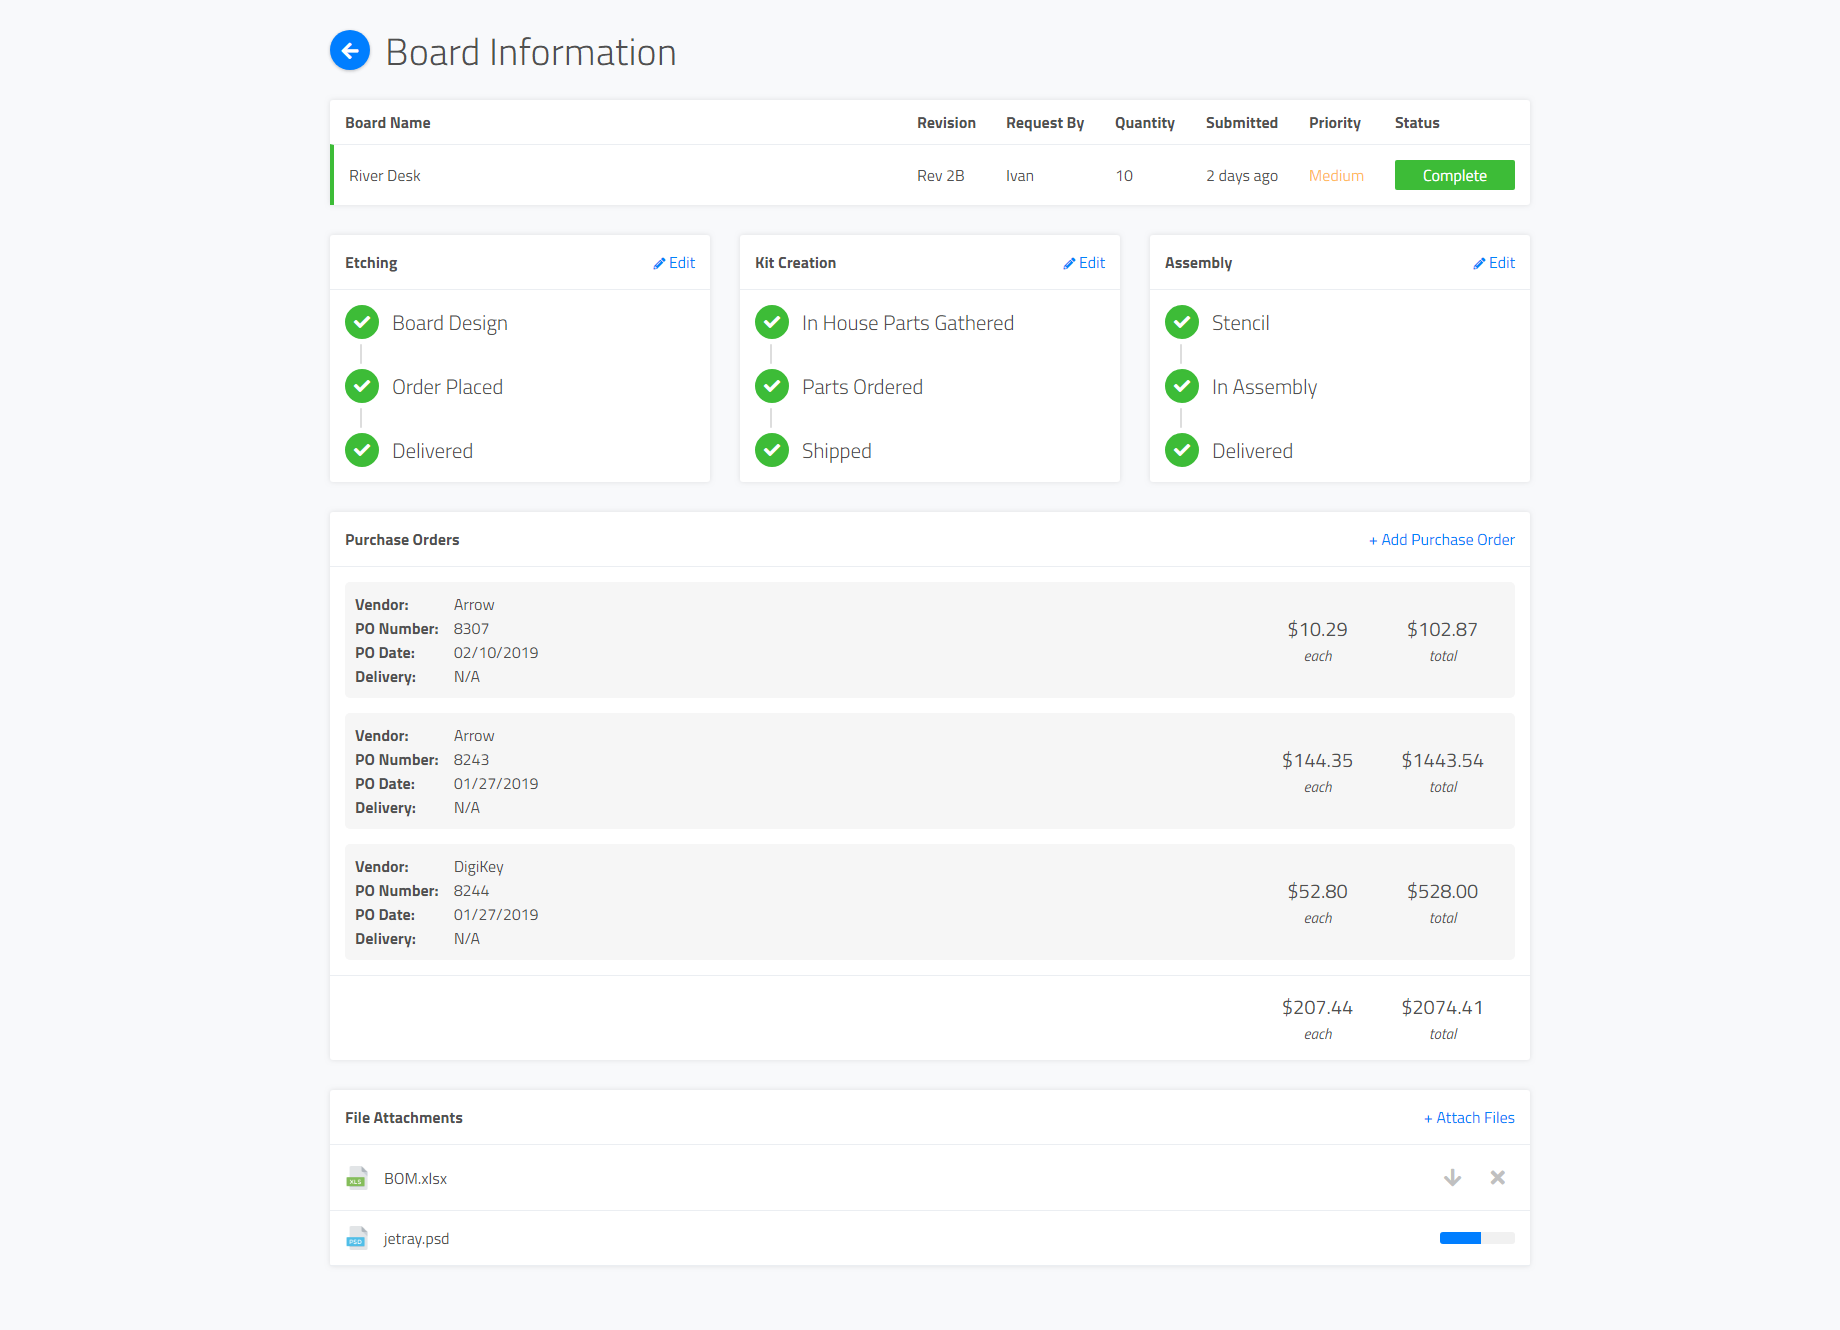 Board Information
Board Name Revision Request By Quantity Submitted Priority Status
River Desk Rev 2B Ivan 10 2 days ago Medium Complete
Etching Edit
Board Design
Order Placed
Delivered
Kit Creation Edit
In House Parts Gathered
Parts Ordered
Shipped
Assembly Edit
Stencil
In Assembly
Delivered
Purchase Orders + Add Purchase Order
Vendor: Arrow
PO Number: 8307
PO Date: 02/10/2019
Delivery: N/A
$10.29 $102.87
each total
Vendor: Arrow
PO Number: 8243
PO Date: 01/27/2019
Delivery: N/A
$144.35 $1443.54
each total
Vendor: DigiKey
PO Number: 8244
PO Date: 01/27/2019
Delivery: N/A
$52.80 $528.00
each total
$207.44 $2074.41
each total
File Attachments + Attach Files
XLS BOM.xlsx
PSD jetray.psd